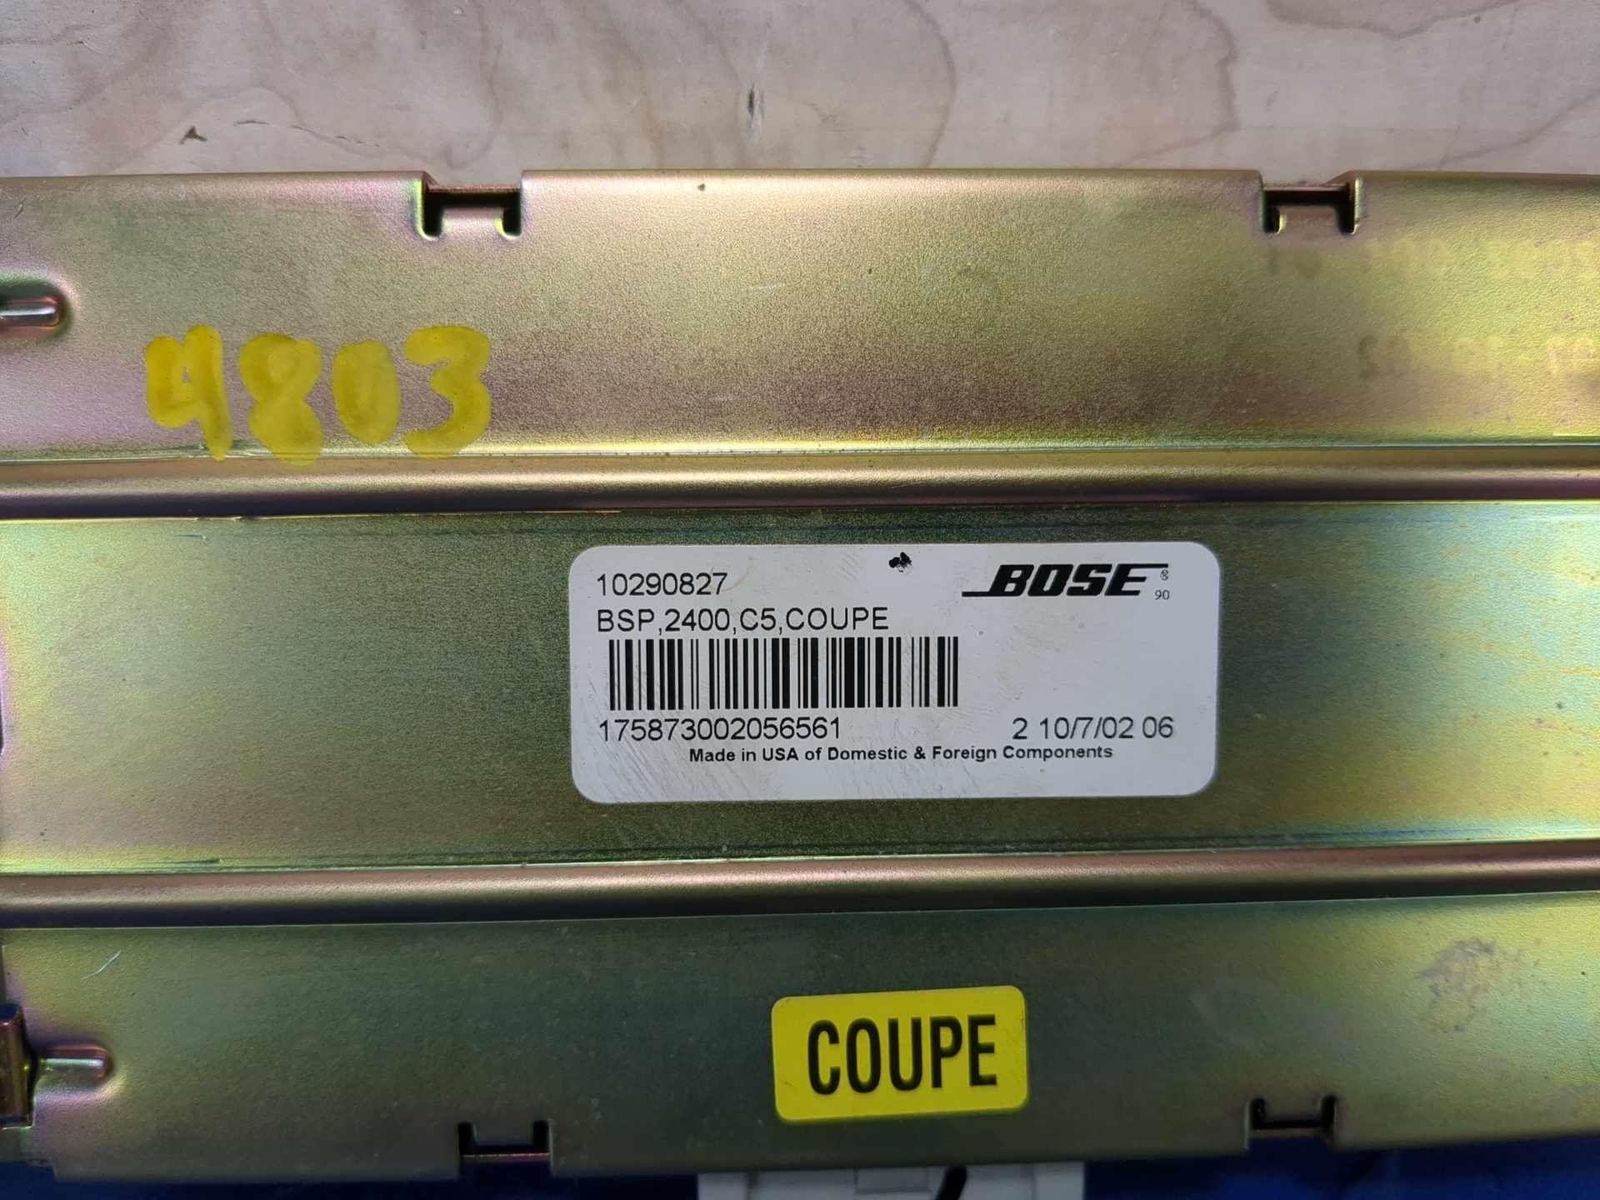 4803
10290827
BOSE®
90
BSP,2400,C5,COUPE
175873002056561
2 10/7/02 06
Made in USA of Domestic & Foreign Components
COUPE